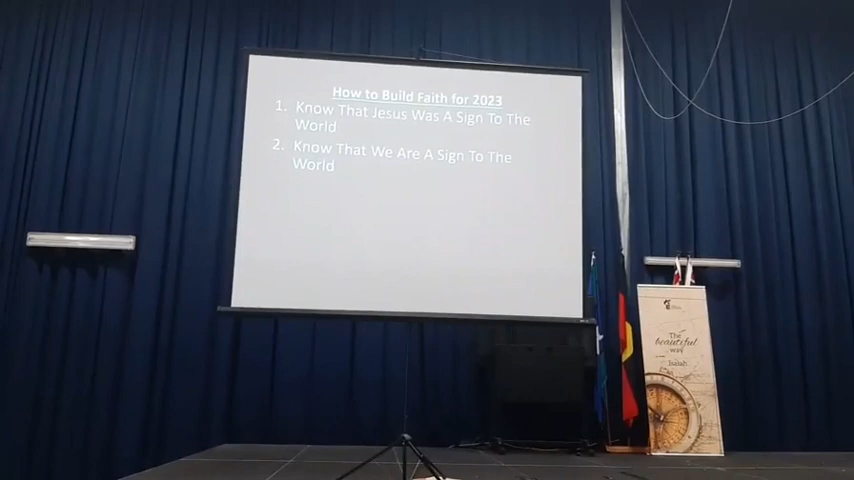 How to Build Faith for 2023
1. Know That Jesus Was A Sign To The
World
2. Know That We Are A Sign To The
World
The
beautiful
way
Isaiah